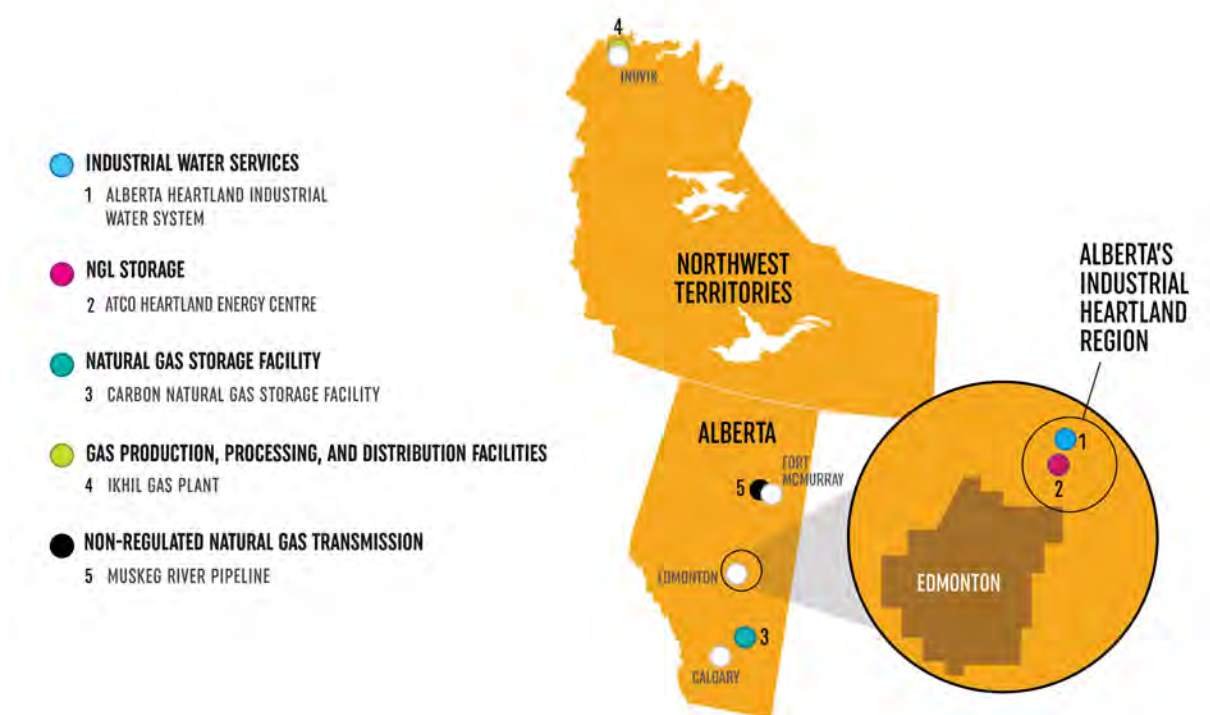 INDUSTRIAL WATER SERVICES
1 ALBERTA HEARTLAND INDUSTRIAL
WATER SYSTEM
NGL STORAGE
2 ATCO HEARTLAND ENERGY CENTRE
NATURAL GAS STORAGE FACILITY
3 CARBON NATURAL GAS STORAGE FACILITY
GAS PRODUCTION, PROCESSING, AND DISTRIBUTION FACILITIES
4 IKHIL GAS PLANT
NON-REGULATED NATURAL GAS TRANSMISSION
5 MUSKEG RIVER PIPELINE
4
INUVIK
NORTHWEST
TERRITORIES
ALBERTA
FORT
MCMURRAY
5
EDMONTON
3
CALGARY
ALBERTA'S
INDUSTRIAL
HEARTLAND
REGION
1
2
EDMONTON